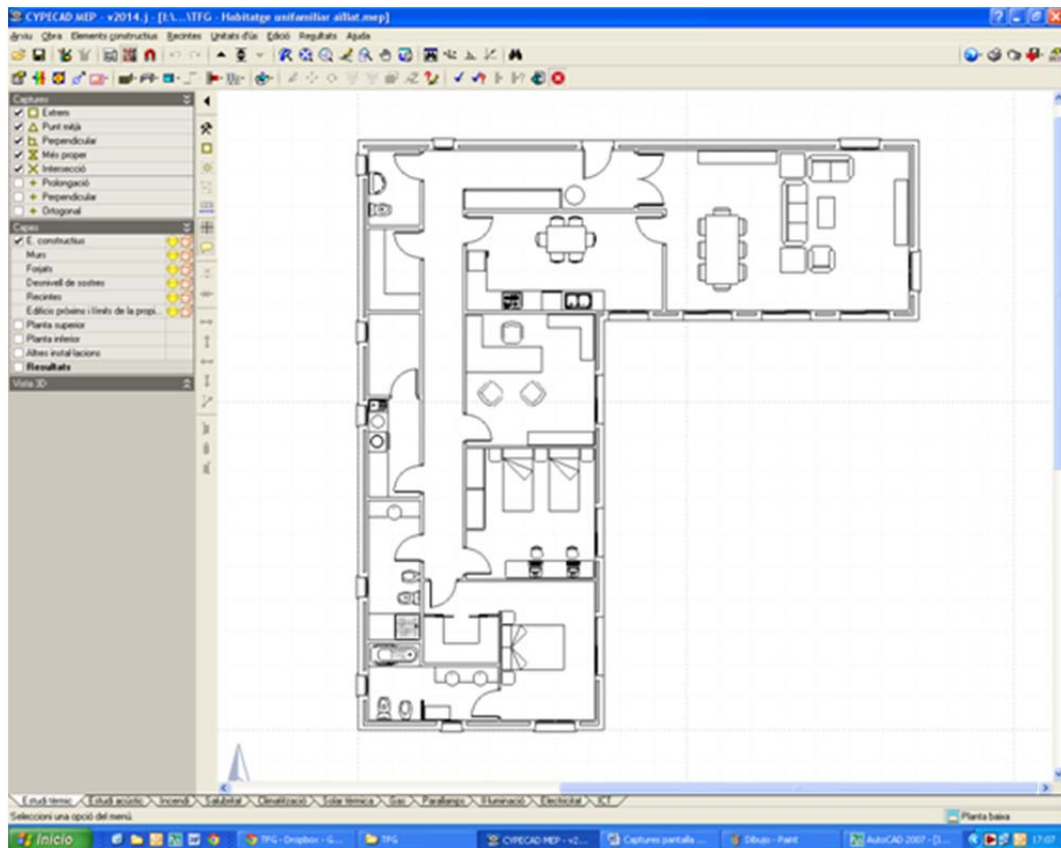 CYPECAD MEP - v2014.j - [I:\...\TFG - Habitatge unifamiliar aïllat.mep]
Arxiu Obra Elements constructius Recintes Unitats d'ús Edició Resultats Ajuda
Captures
Extrem
Punt mitjà
Perpendicular
Més proper
Intersecció
Prolongació
Perpendicular
Ortogonal
Capes
E. constructius
Murs
Forjats
Desnivell de sostres
Recintes
Edificis pròxims i límits de la propi...
Planta superior
Planta inferior
Altres instal·lacions
Resultats
Vista 3D
Estudi tèrmic Estudi acústic Incendi Salubritat Climatització Solar tèrmica Gas Parallamps Il·luminació Electricitat ICT
Seleccioni una opció del menú. Planta baixa
Inicio TFG - Dropbox - G... TFG CYPECAD MEP - v2... Captures pantalla ... Dibujo - Paint AutoCAD 2007 - [I... 17:07